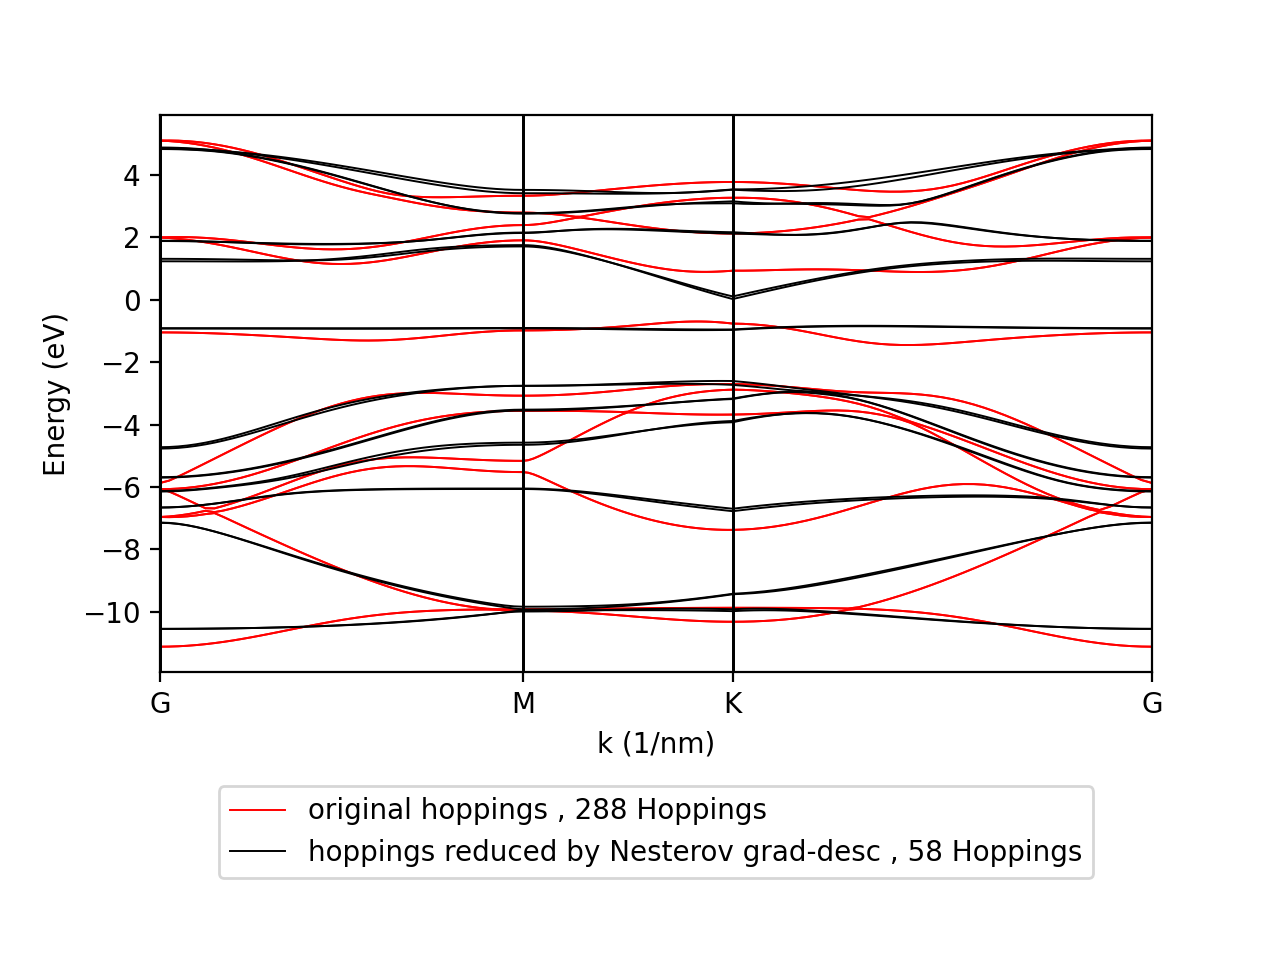 4
2
0
−2
−4
−6
−8
−10
Energy (eV)
G M K G
k (1/nm)
original hoppings , 288 Hoppings
hoppings reduced by Nesterov grad-desc , 58 Hoppings